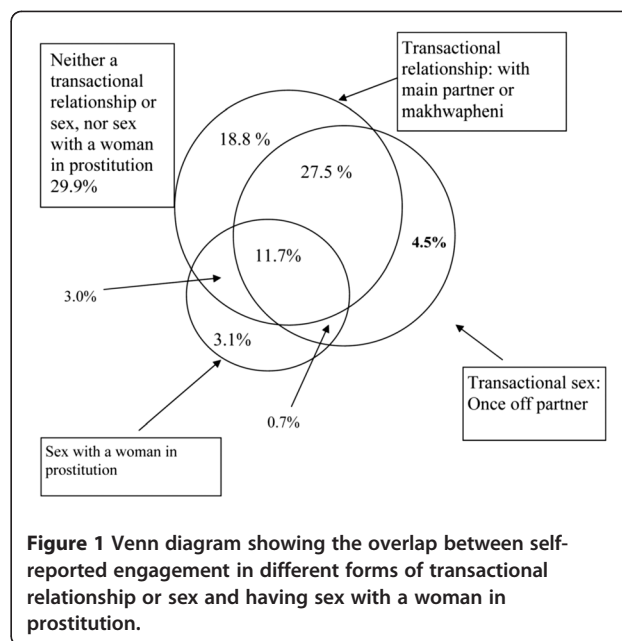 Neither a
transactional
relationship or
sex, nor sex
with a woman
in prostitution
29.9%
Transactional
relationship: with
main partner or
makhwapheni
18.8 %
27.5 %
4.5%
11.7%
3.0%
3.1%
0.7%
Transactional sex:
Once off partner
Sex with a woman in
prostitution
Figure 1 Venn diagram showing the overlap between self-
reported engagement in different forms of transactional
relationship or sex and having sex with a woman in
prostitution.